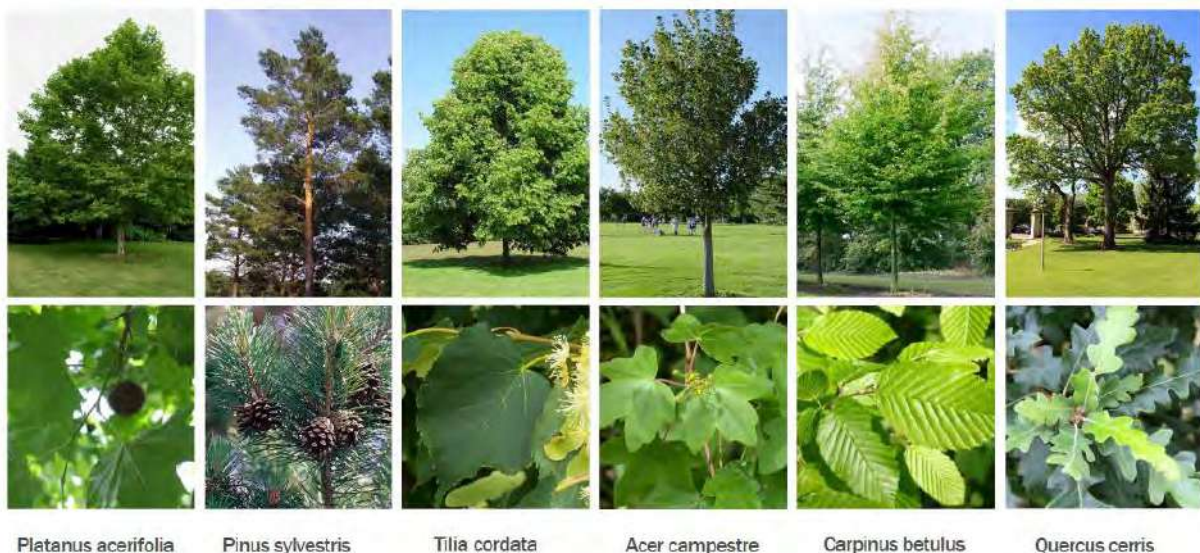 Platanus acerifolia
Pinus sylvestris
Tilia cordata
Acer campestre
Carpinus betulus
Quercus cerris